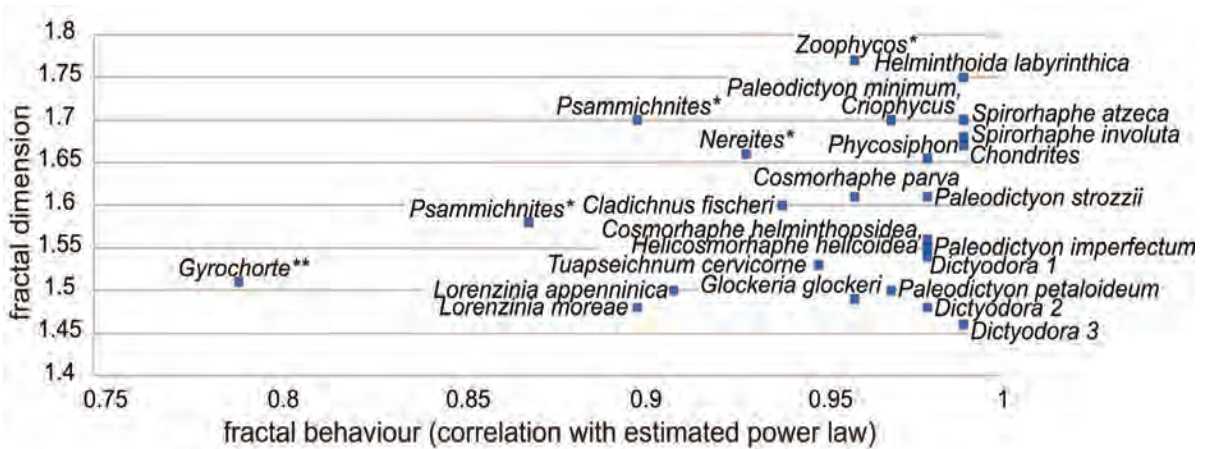 1.8
Zoophycos*
1.75
Helminthoida labyrinthica
Paleodictyon minimum,
Psammichnites*
Criophycus
1.7
Spirorhaphe atzeca
Spirorhaphe involuta
Nereites*
Phycosiphon
Chondrites
1.65
Cosmorhaphe parva
Paleodictyon strozzii
1.6
Psammichnites*
Cladichnus fischeri
Cosmorhaphe helminthopsidea,
1.55
Helicosmorhaphe helicoidea
Paleodictyon imperfectum
Gyrochorte**
Tuapseichnum cervicorne
Dictyodora 1
1.5
Lorenzinia appenninica
Glockeria glockeri
Paleodictyon petaloideum
Lorenzinia moreae
Dictyodora 2
1.45
Dictyodora 3
1.4
fractal dimension
0.75
0.8
0.85
0.9
0.95
1
fractal behaviour (correlation with estimated power law)